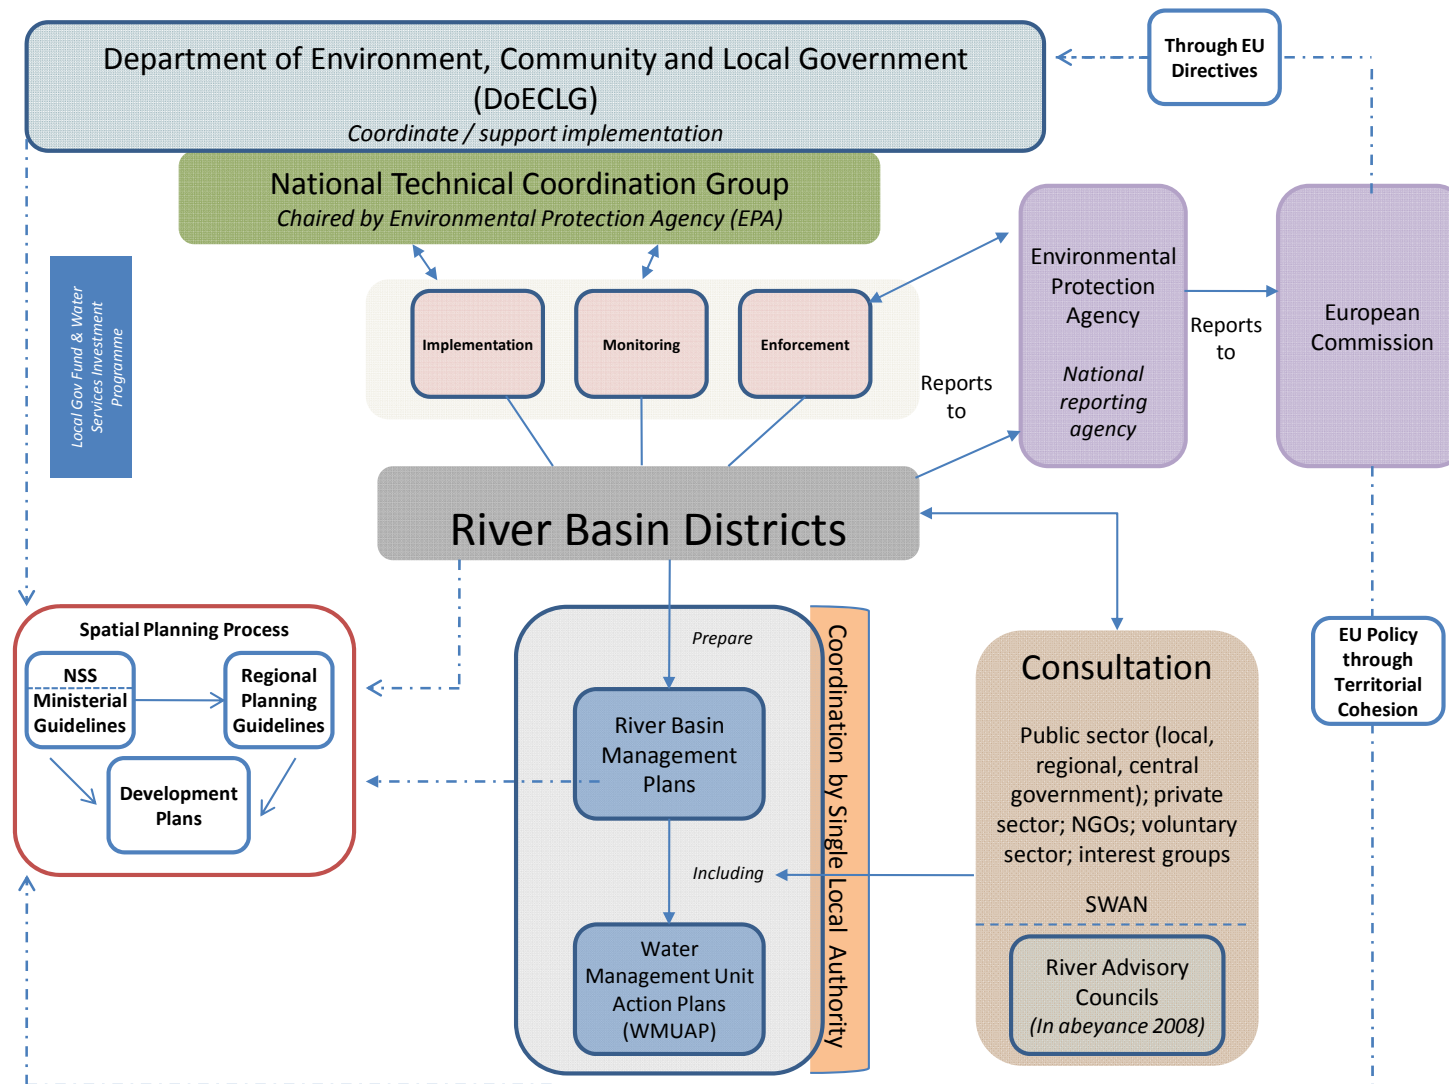 Department of Environment, Community and Local Government
(DoECLG)
Coordinate / support implementation
Through EU
Directives
National Technical Coordination Group
Chaired by Environmental Protection Agency (EPA)
Local Gov Fund & Water
Services Investment
Programme
Implementation
Monitoring
Enforcement
Environmental
Protection
Agency
National
reporting
agency
Reports
to
European
Commission
Reports
to
River Basin Districts
Spatial Planning Process
NSS
Ministerial
Guidelines
Regional
Planning
Guidelines
Development
Plans
Prepare
River Basin
Management
Plans
Including
Water
Management Unit
Action Plans
(WMUAP)
Coordination by Single Local Authority
Consultation
Public sector (local,
regional, central
government); private
sector; NGOs; voluntary
sector; interest groups
SWAN
River Advisory
Councils
(In abeyance 2008)
EU Policy
through
Territorial
Cohesion